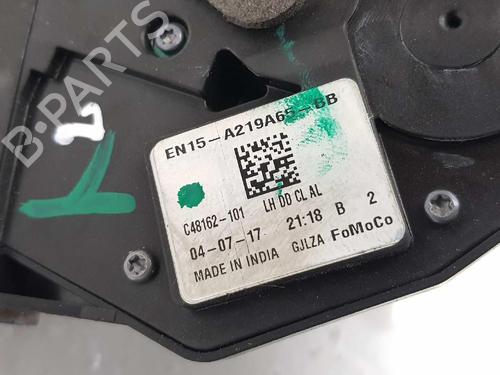 B-PARTS
EN15-A219A65-BB
C48162-101 LH DD CL AL
04-07-17 21:18 B 2
MADE IN INDIA GJLZA FoMoCo